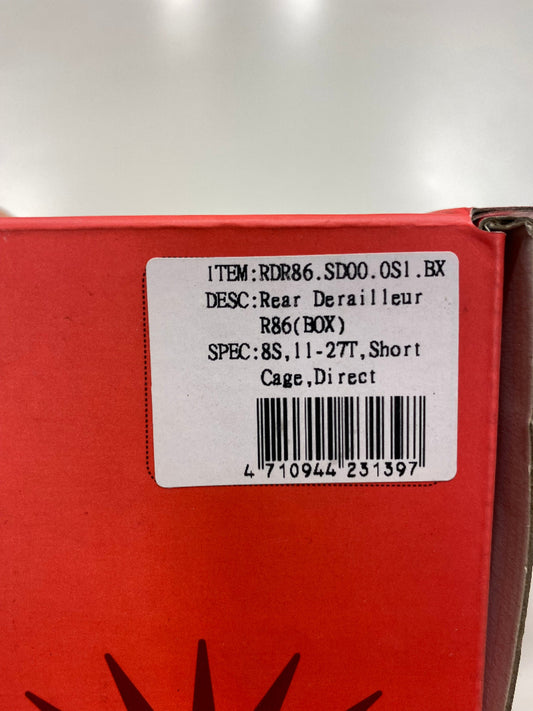 ITEM:RDR86.SD00.0S1.BX
DESC:Rear Derailleur
R86(BOX)
SPEC:8S,11-27T,Short
Cage,Direct
4 710944 231397